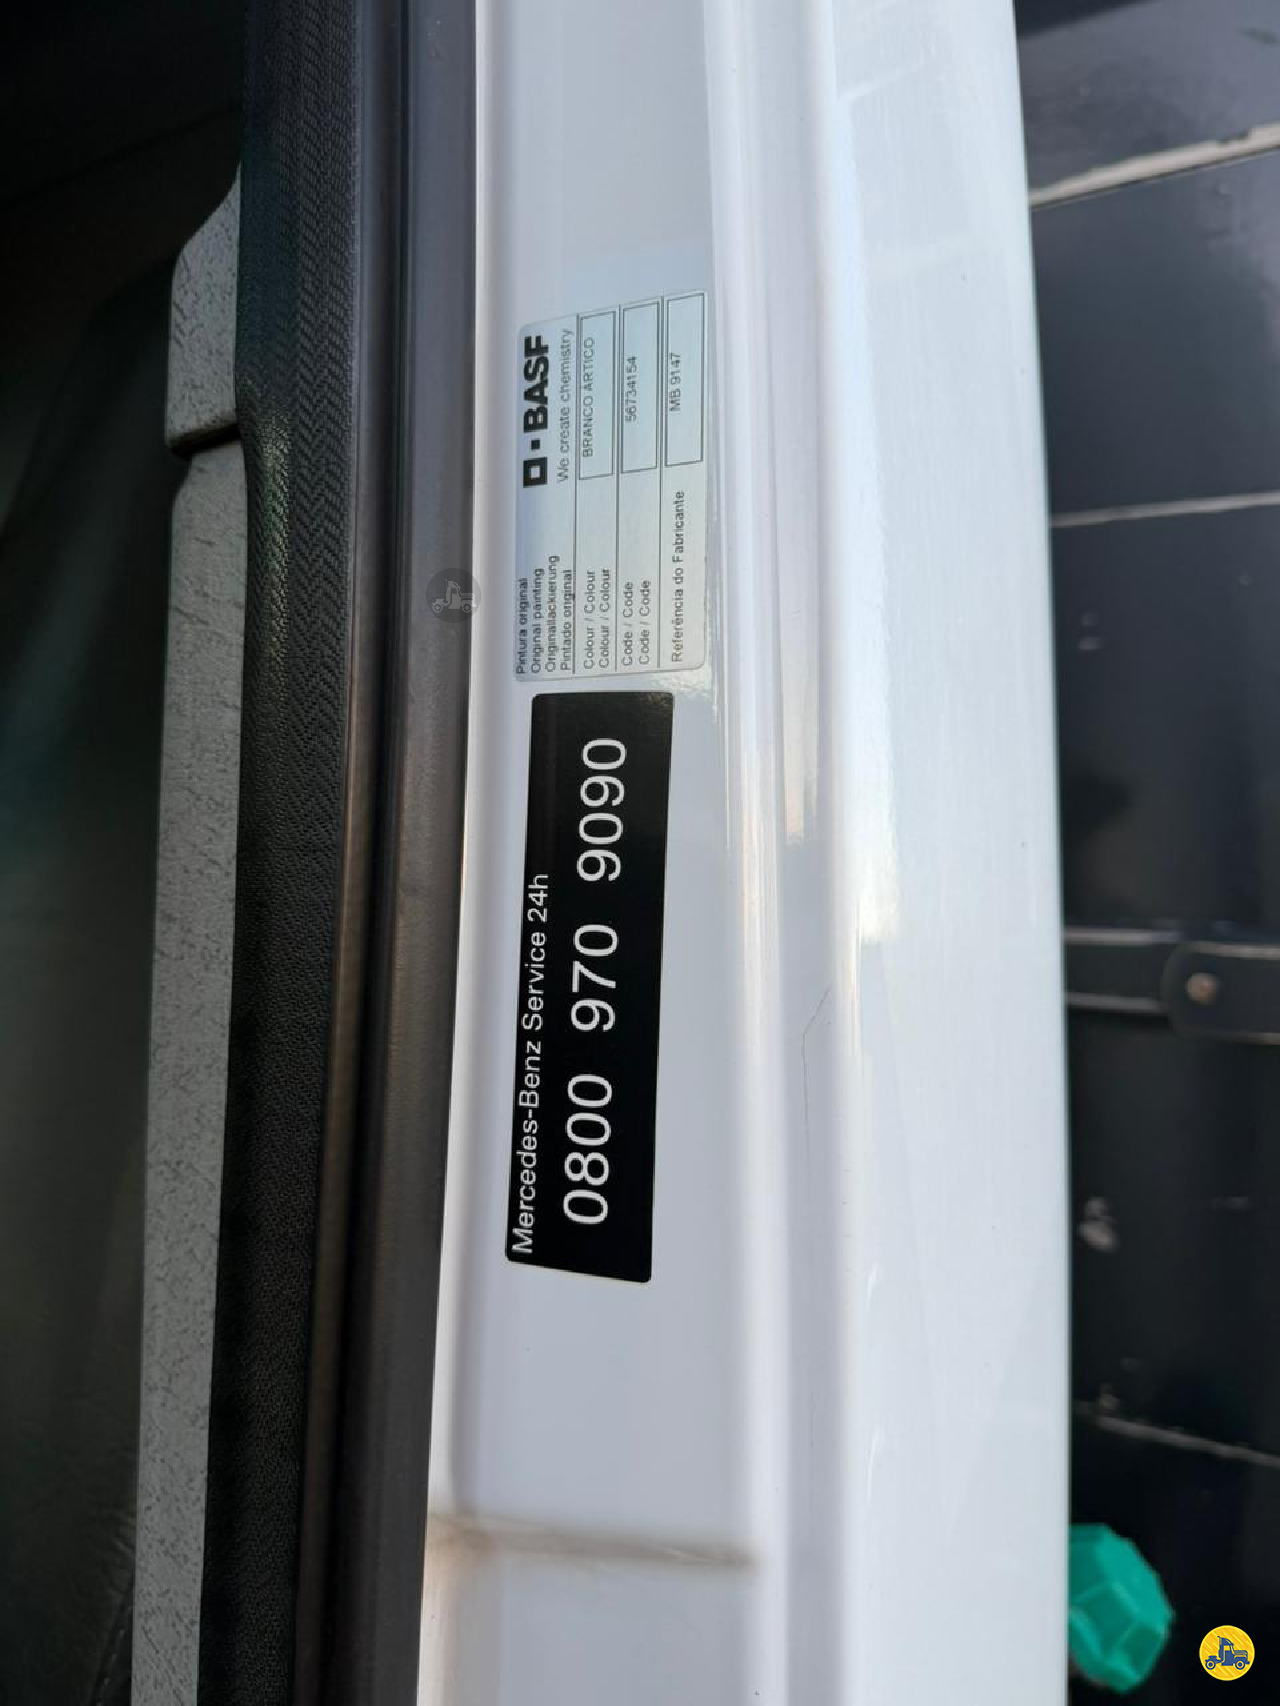 Pintura original
Original painting
Originallackierung
Pintado original
BASF
We create chemistry
Colour / Colour
Colour / Colour
BRANCO ARTICO
Code / Code
Code / Code
56734154
Referência do Fabricante
MB 9147
Mercedes-Benz Service 24h
0800 970 9090